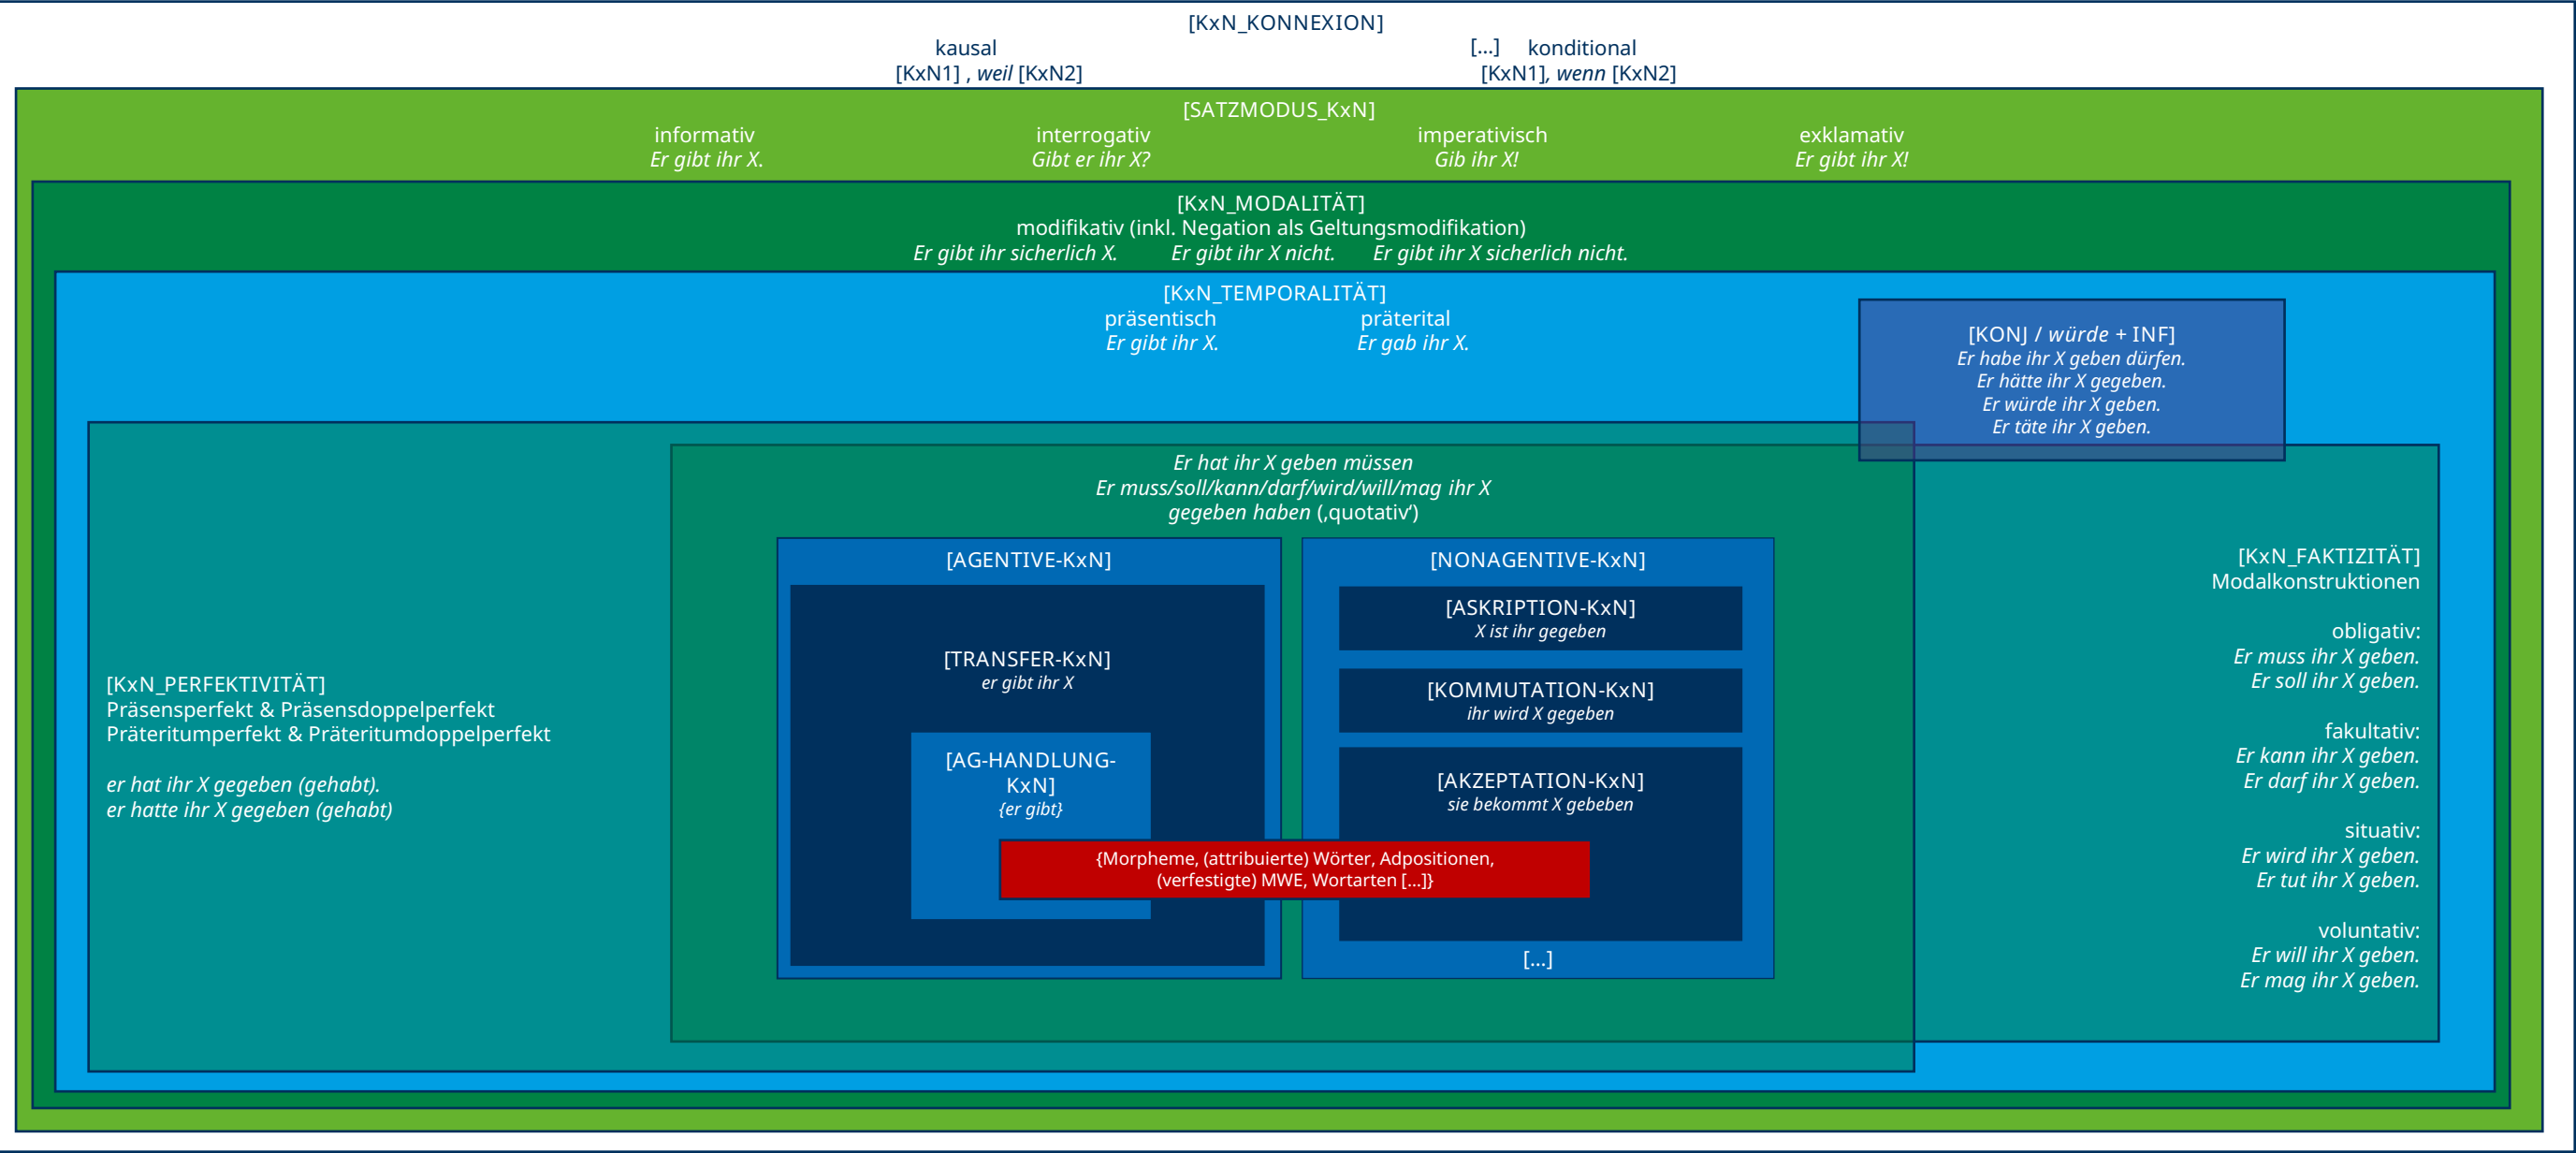 [KxN_KONNEXION]
kausal
[...] konditional
[KxN1] , weil [KxN2]
[KxN1], wenn [KxN2]
[SATZMODUS_KxN]
informativ
interrogativ
imperativisch
exklamativ
Er gibt ihr X.
Gibt er ihr X?
Gib ihr X!
Er gibt ihr X!
[KxN_MODALITÄT]
modifikativ (inkl. Negation als Geltungsmodifikation)
Er gibt ihr sicherlich X. Er gibt ihr X nicht. Er gibt ihr X sicherlich nicht.
[KxN_TEMPORALITÄT]
präsentisch
präterital
Er gibt ihr X.
Er gab ihr X.
[KONJ / würde + INF]
Er habe ihr X geben dürfen.
Er hätte ihr X gegeben.
Er würde ihr X geben.
Er täte ihr X geben.
Er hat ihr X geben müssen
Er muss/soll/kann/darf/wird/will/mag ihr X
gegeben haben (‚quotativ‘)
[KxN_PERFEKTIVITÄT]
Präsensperfekt & Präsensdoppelperfekt
Präteritumperfekt & Präteritumdoppelperfekt
er hat ihr X gegeben (gehabt).
er hatte ihr X gegeben (gehabt)
[AGENTIVE-KxN]
[TRANSFER-KxN]
er gibt ihr X
[AG-HANDLUNG-
KxN]
{er gibt}
[NONAGENTIVE-KxN]
[ASKRIPTION-KxN]
X ist ihr gegeben
[KOMMUTATION-KxN]
ihr wird X gegeben
[AKZEPTATION-KxN]
sie bekommt X gebeben
{Morpheme, (attribuierte) Wörter, Adpositionen,
(verfestigte) MWE, Wortarten [...]}
[...]
[KxN_FAKTIZITÄT]
Modalkonstruktionen
obligativ:
Er muss ihr X geben.
Er soll ihr X geben.
fakultativ:
Er kann ihr X geben.
Er darf ihr X geben.
situativ:
Er wird ihr X geben.
Er tut ihr X geben.
voluntativ:
Er will ihr X geben.
Er mag ihr X geben.